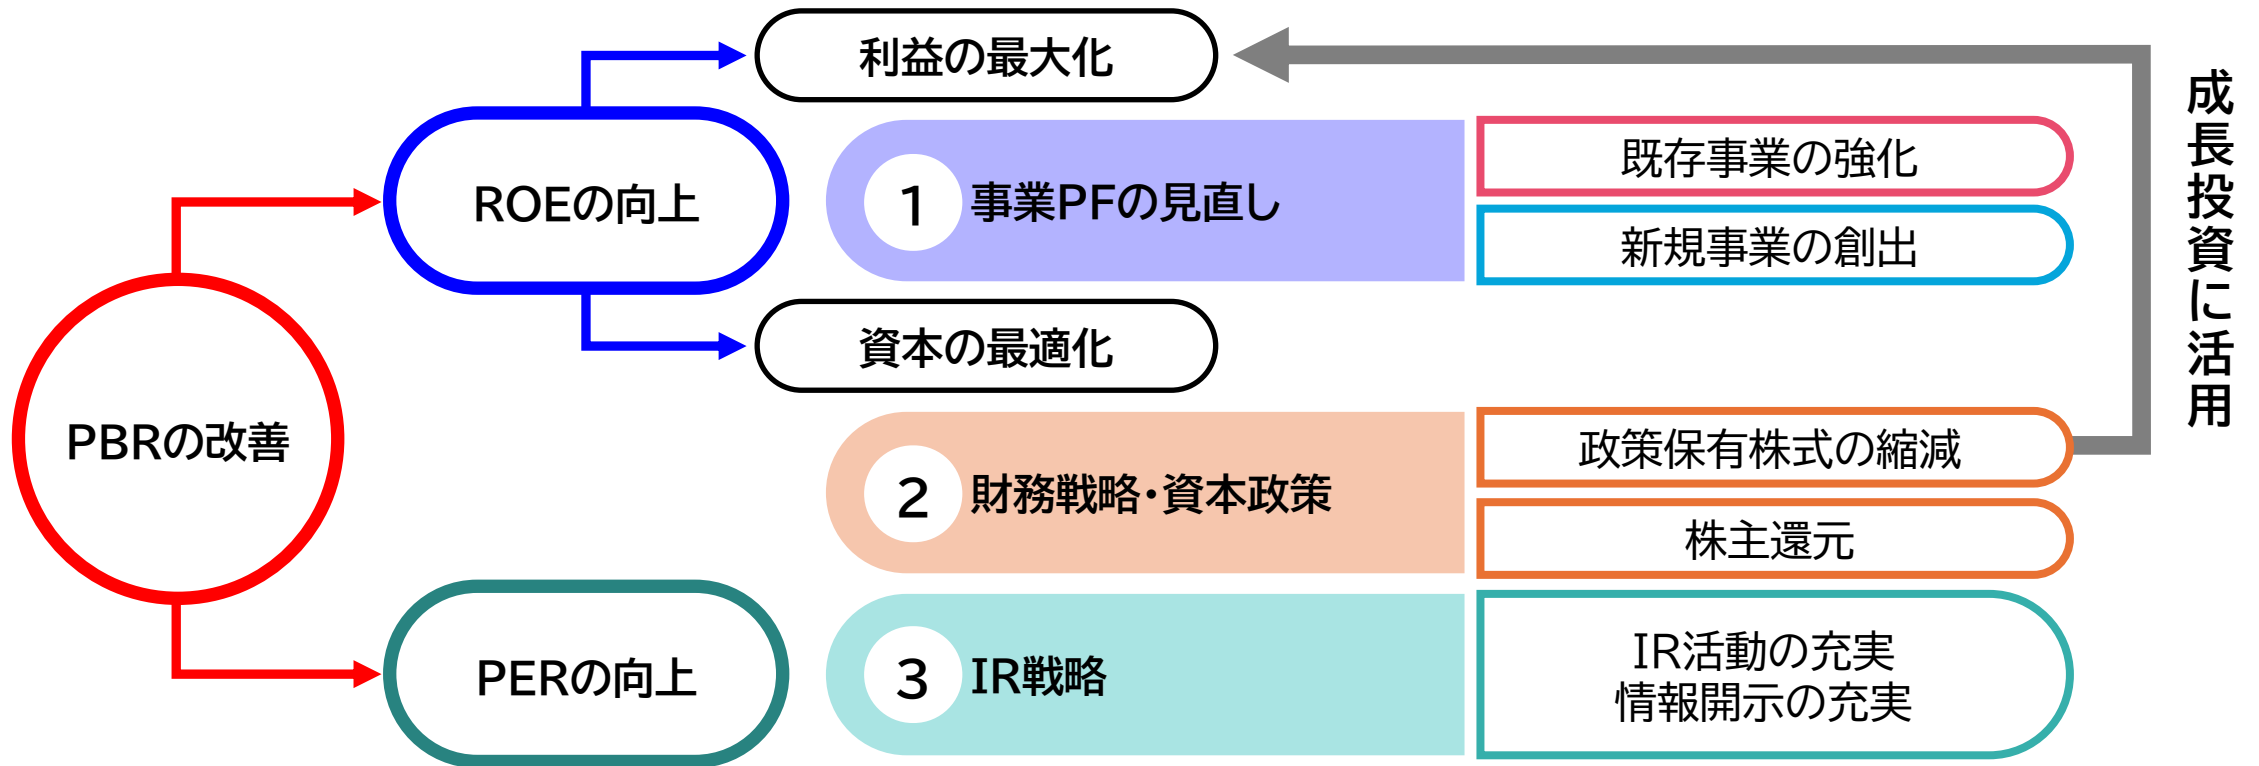 利益の最大化
ROEの向上
1 事業PFの見直し
既存事業の強化
新規事業の創出
資本の最適化
PBRの改善
2 財務戦略・資本政策
政策保有株式の縮減
株主還元
PERの向上
3 IR戦略
IR活動の充実
情報開示の充実
成長投資に活用